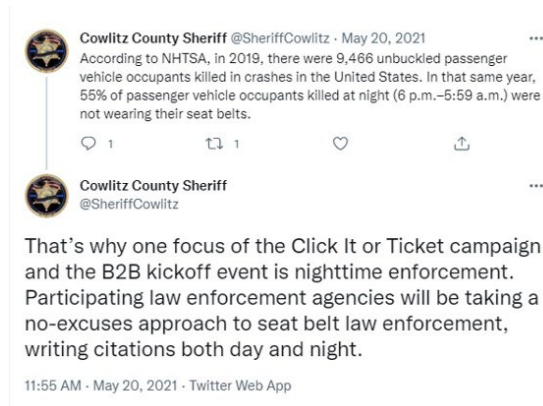 Cowlitz County Sheriff @SheriffCowlitz · May 20, 2021
According to NHTSA, in 2019, there were 9,466 unbuckled passenger
vehicle occupants killed in crashes in the United States. In that same year,
55% of passenger vehicle occupants killed at night (6 p.m.–5:59 a.m.) were
not wearing their seat belts.
1 1
Cowlitz County Sheriff
@SheriffCowlitz
That's why one focus of the Click It or Ticket campaign
and the B2B kickoff event is nighttime enforcement.
Participating law enforcement agencies will be taking a
no-excuses approach to seat belt law enforcement,
writing citations both day and night.
11:55 AM · May 20, 2021 · Twitter Web App